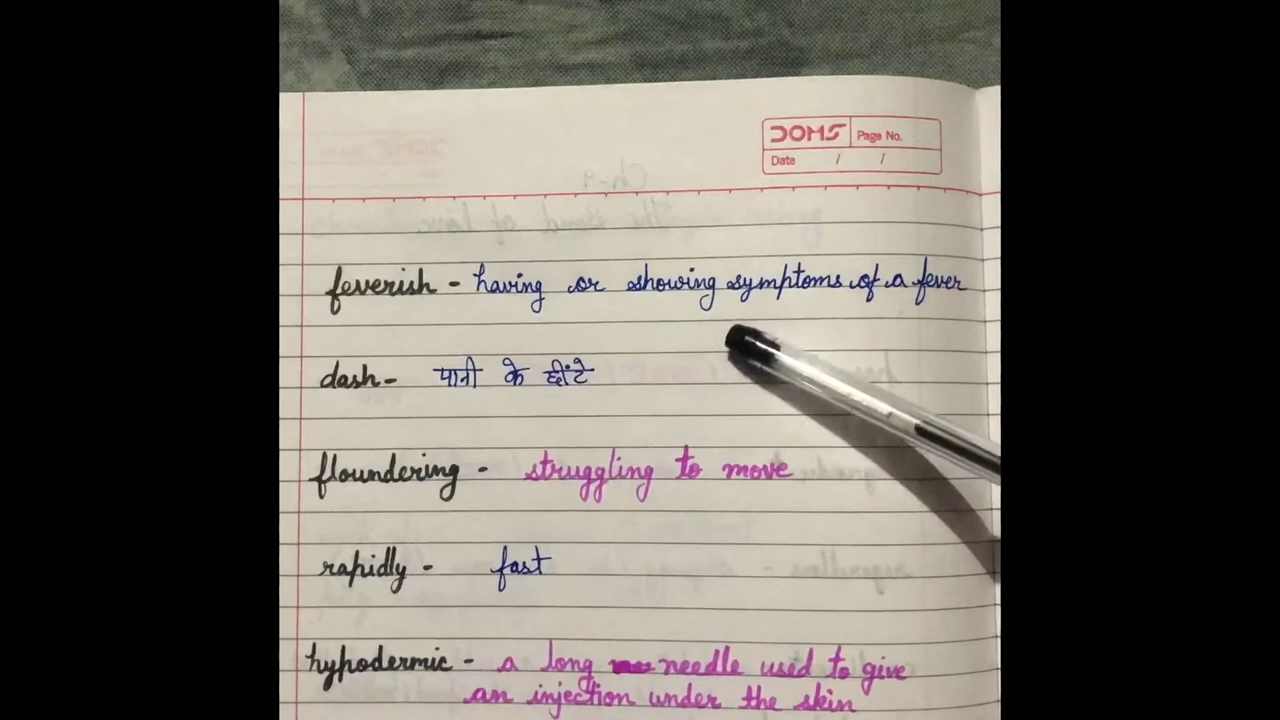 DOMS Page No.
Date / /
feverish - having or showing symptoms of a fever
dash - पानी के छींटे
floundering - struggling to move
rapidly - fast
hypodermic - a long needle used to give
an injection under the skin